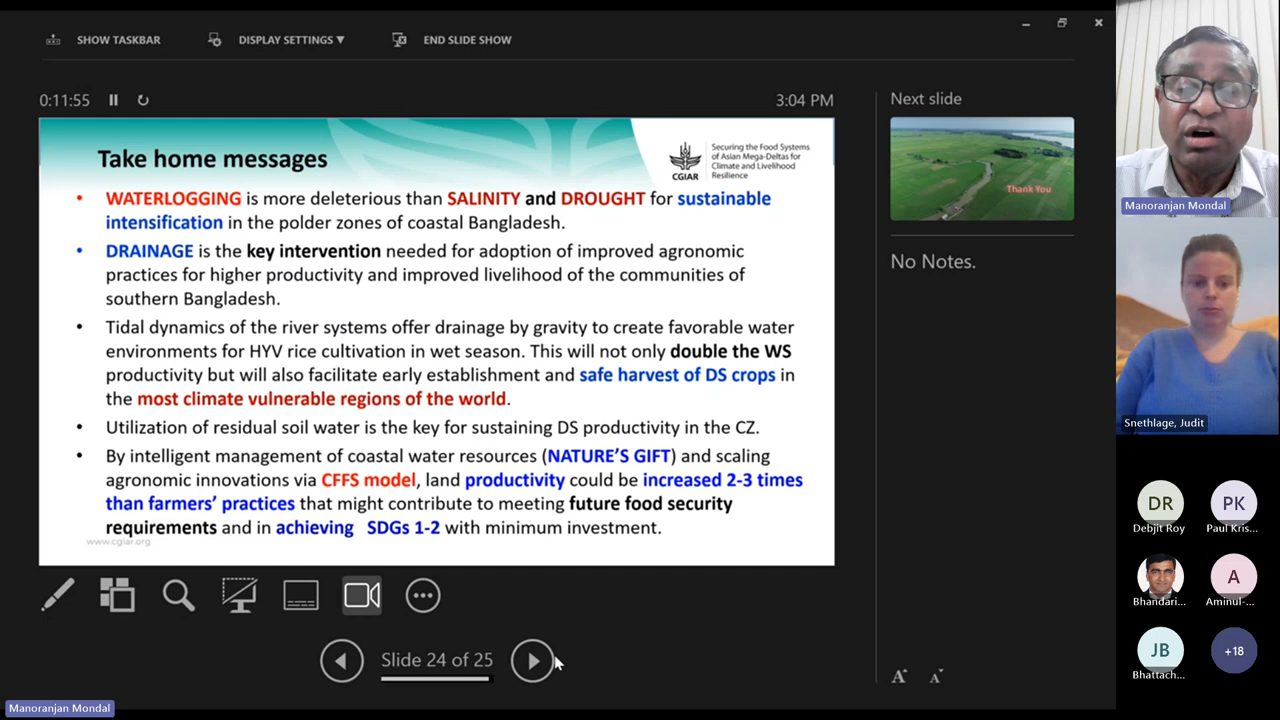 SHOW TASKBAR
DISPLAY SETTINGS ▼
END SLIDE SHOW
0:11:55
3:04 PM
Take home messages
CGIAR
Securing the Food Systems
of Asian Mega-Deltas for
Climate and Livelihood
Resilience
• WATERLOGGING is more deleterious than SALINITY and DROUGHT for sustainable
intensification in the polder zones of coastal Bangladesh.
• DRAINAGE is the key intervention needed for adoption of improved agronomic
practices for higher productivity and improved livelihood of the communities of
southern Bangladesh.
• Tidal dynamics of the river systems offer drainage by gravity to create favorable water
environments for HYV rice cultivation in wet season. This will not only double the WS
productivity but will also facilitate early establishment and safe harvest of DS crops in
the most climate vulnerable regions of the world.
• Utilization of residual soil water is the key for sustaining DS productivity in the CZ.
• By intelligent management of coastal water resources (NATURE'S GIFT) and scaling
agronomic innovations via CFFS model, land productivity could be increased 2-3 times
than farmers' practices that might contribute to meeting future food security
requirements and in achieving SDGs 1-2 with minimum investment.
www.cgiar.org
Slide 24 of 25
Next slide
Thank You
No Notes.
A A
Manoranjan Mondal
Snethlage, Judit
DR
Debjit Roy
PK
Paul Kris...
Bhandari...
A
Aminul-...
JB
Bhattach...
+18
Manoranjan Mondal